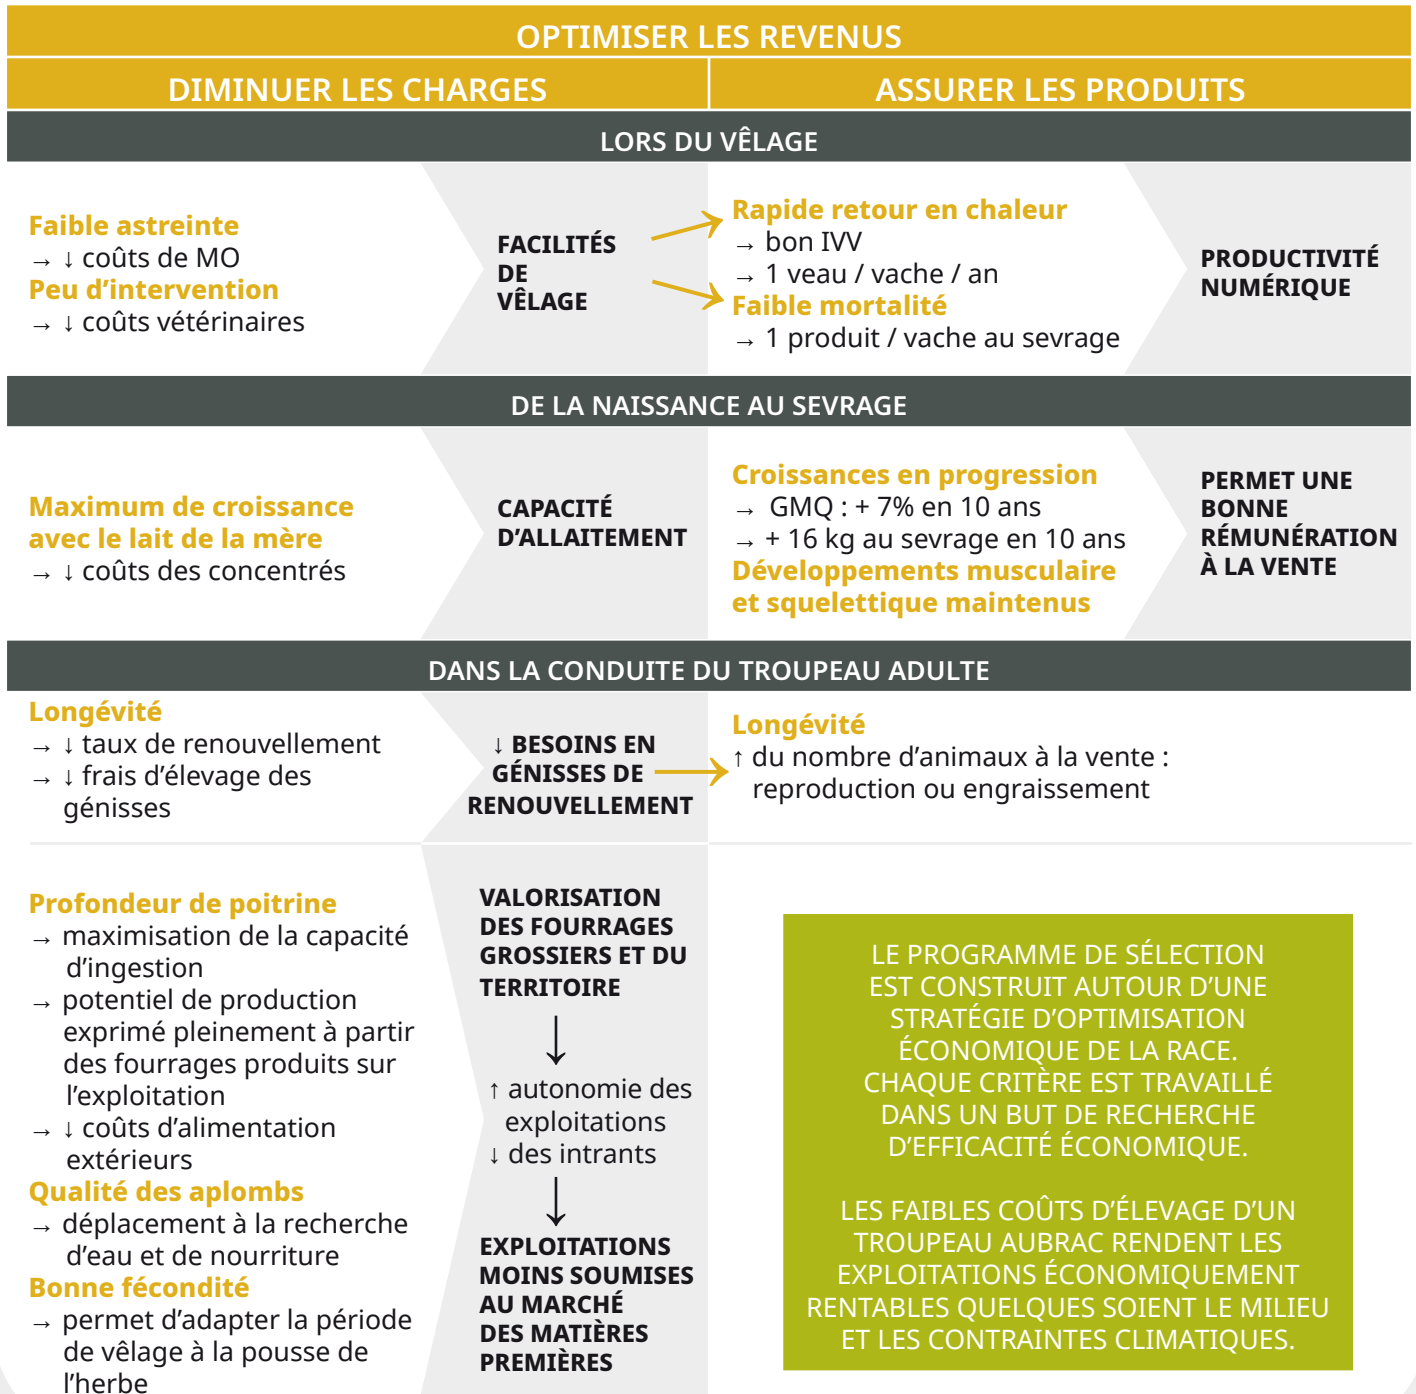 OPTIMISER LES REVENUS
DIMINUER LES CHARGES
ASSURER LES PRODUITS
LORS DU VÊLAGE
Faible astreinte
→ ↓ coûts de MO
Peu d’intervention
→ ↓ coûts vétérinaires
FACILITÉS
DE
VÊLAGE
Rapide retour en chaleur
→ bon IVV
→ 1 veau / vache / an
Faible mortalité
→ 1 produit / vache au sevrage
PRODUCTIVITÉ
NUMÉRIQUE
DE LA NAISSANCE AU SEVRAGE
Maximum de croissance
avec le lait de la mère
→ ↓ coûts des concentrés
CAPACITÉ
D’ALLAITEMENT
Croissances en progression
→ GMQ : + 7% en 10 ans
→ + 16 kg au sevrage en 10 ans
Développements musculaire
et squelettique maintenus
PERMET UNE
BONNE
RÉMUNÉRATION
À LA VENTE
DANS LA CONDUITE DU TROUPEAU ADULTE
Longévité
→ ↓ taux de renouvellement
→ ↓ frais d’élevage des
génisses
↓ BESOINS EN
GÉNISSES DE
RENOUVELLEMENT
Longévité
↑ du nombre d’animaux à la vente :
reproduction ou engraissement
Profondeur de poitrine
→ maximisation de la capacité
d’ingestion
→ potentiel de production
exprimé pleinement à partir
des fourrages produits sur
l’exploitation
→ ↓ coûts d’alimentation
extérieurs
Qualité des aplombs
→ déplacement à la recherche
d’eau et de nourriture
Bonne fécondité
→ permet d’adapter la période
de vêlage à la pousse de
l’herbe
VALORISATION
DES FOURRAGES
GROSSIERS ET DU
TERRITOIRE
↑ autonomie des
exploitations
↓ des intrants
EXPLOITATIONS
MOINS SOUMISES
AU MARCHÉ
DES MATIÈRES
PREMIÈRES
LE PROGRAMME DE SÉLECTION
EST CONSTRUIT AUTOUR D’UNE
STRATÉGIE D’OPTIMISATION
ÉCONOMIQUE DE LA RACE.
CHAQUE CRITÈRE EST TRAVAILLÉ
DANS UN BUT DE RECHERCHE
D’EFFICACITÉ ÉCONOMIQUE.
LES FAIBLES COÛTS D’ÉLEVAGE D’UN
TROUPEAU AUBRAC RENDENT LES
EXPLOITATIONS ÉCONOMIQUEMENT
RENTABLES QUELQUES SOIENT LE MILIEU
ET LES CONTRAINTES CLIMATIQUES.